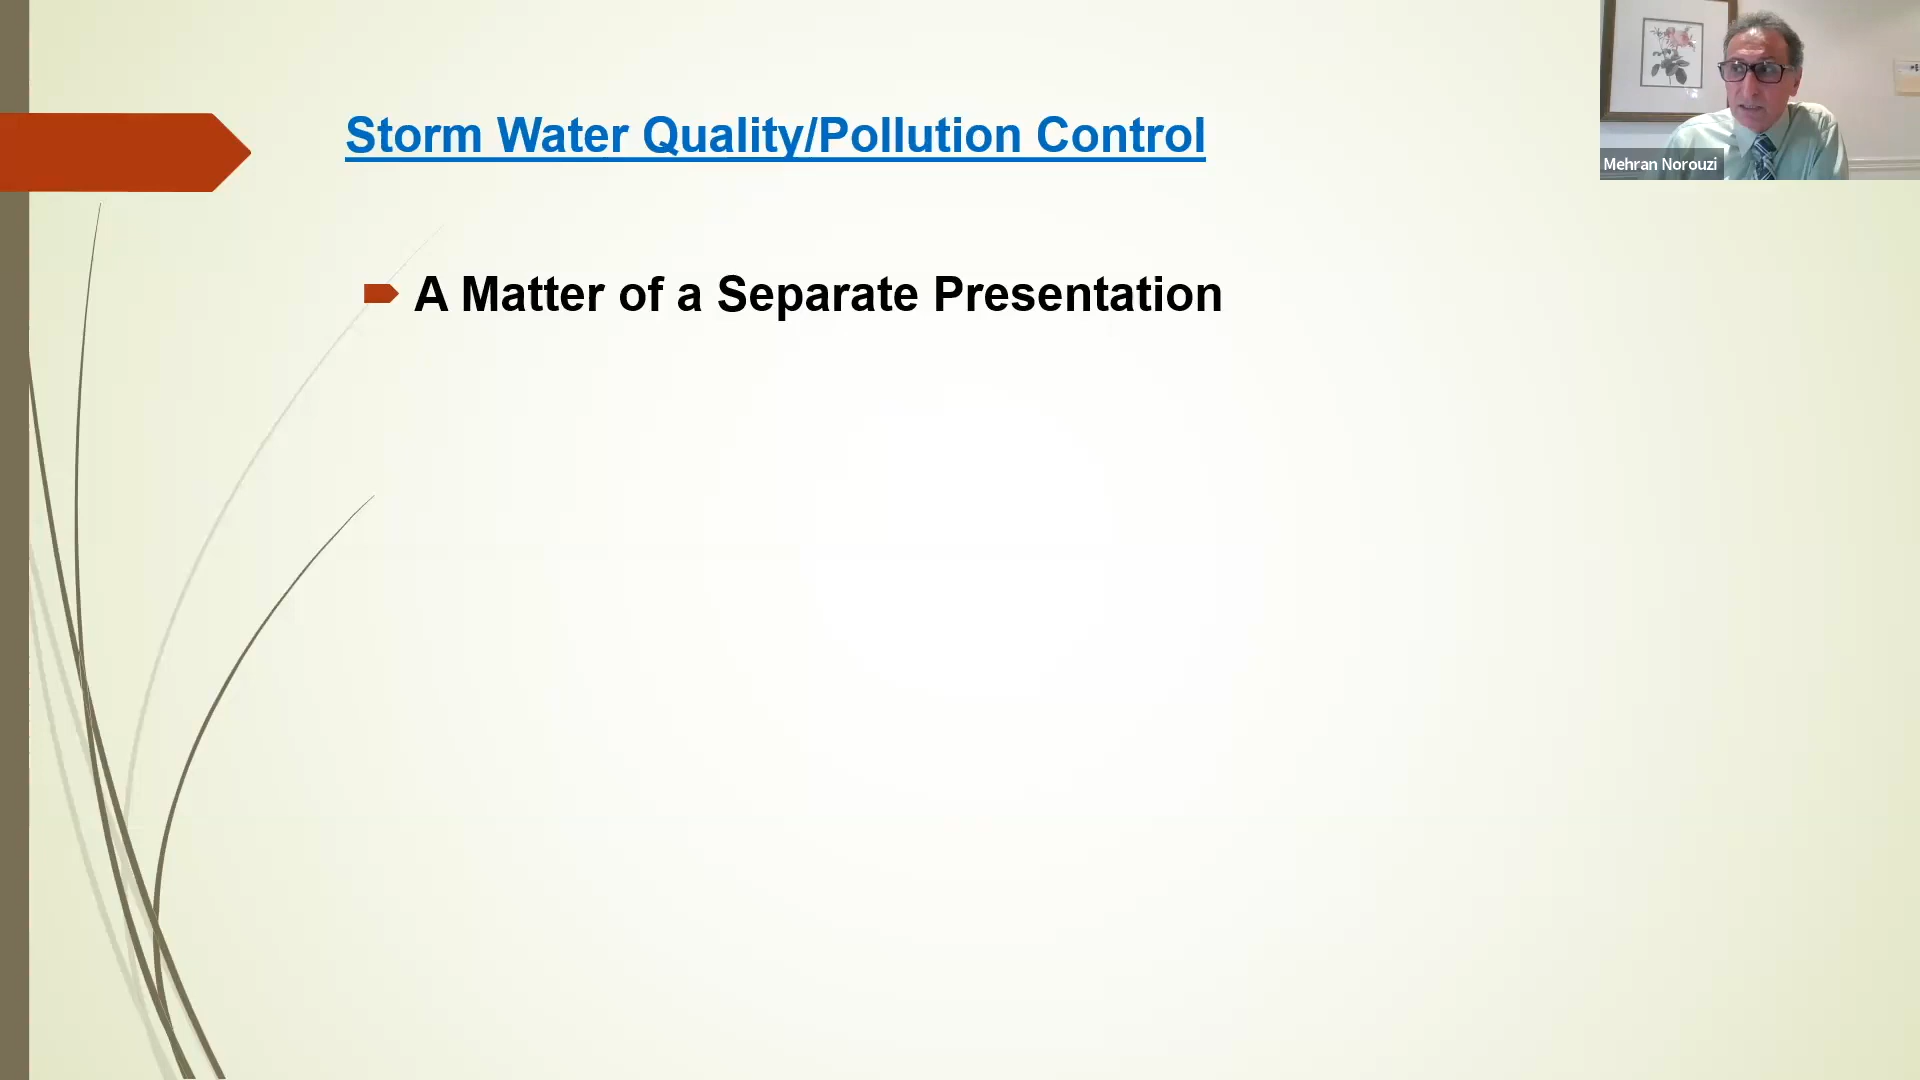 Storm Water Quality/Pollution Control
A Matter of a Separate Presentation
Mehran Norouzi